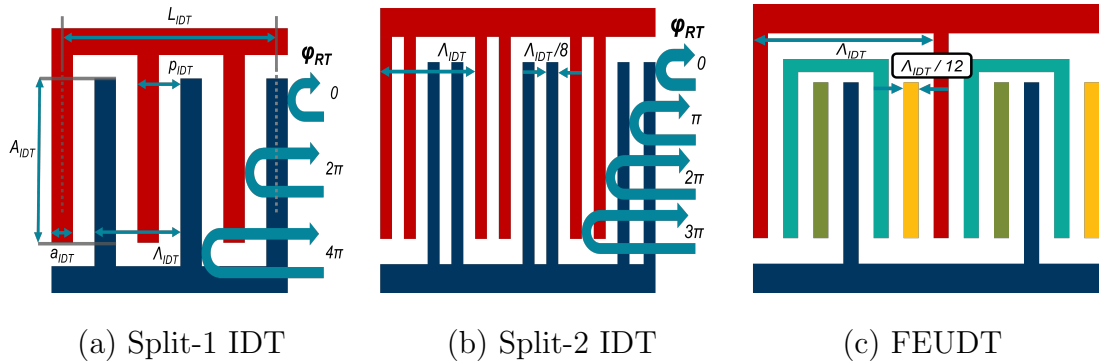 L_IDT
φ_RT
p_IDT
0
A_IDT
2π
a_IDT
Λ_IDT
4π
(a) Split-1 IDT
φ_RT
Λ_IDT
Λ_IDT/8
0
π
2π
3π
(b) Split-2 IDT
Λ_IDT
Λ_IDT / 12
(c) FEUDT